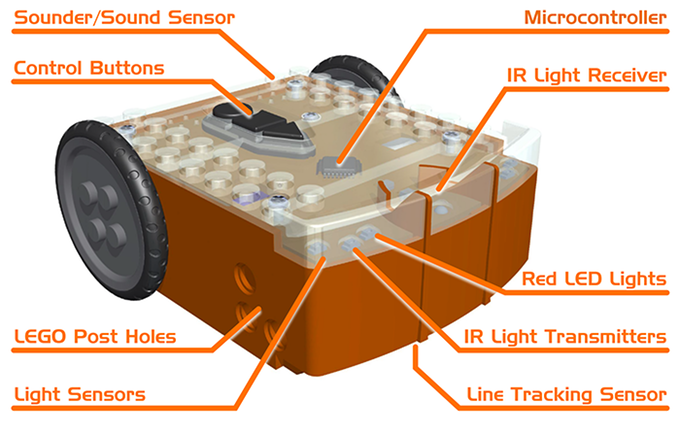 Sounder/Sound Sensor
Microcontroller
Control Buttons
IR Light Receiver
Red LED Lights
LEGO Post Holes
IR Light Transmitters
Light Sensors
Line Tracking Sensor